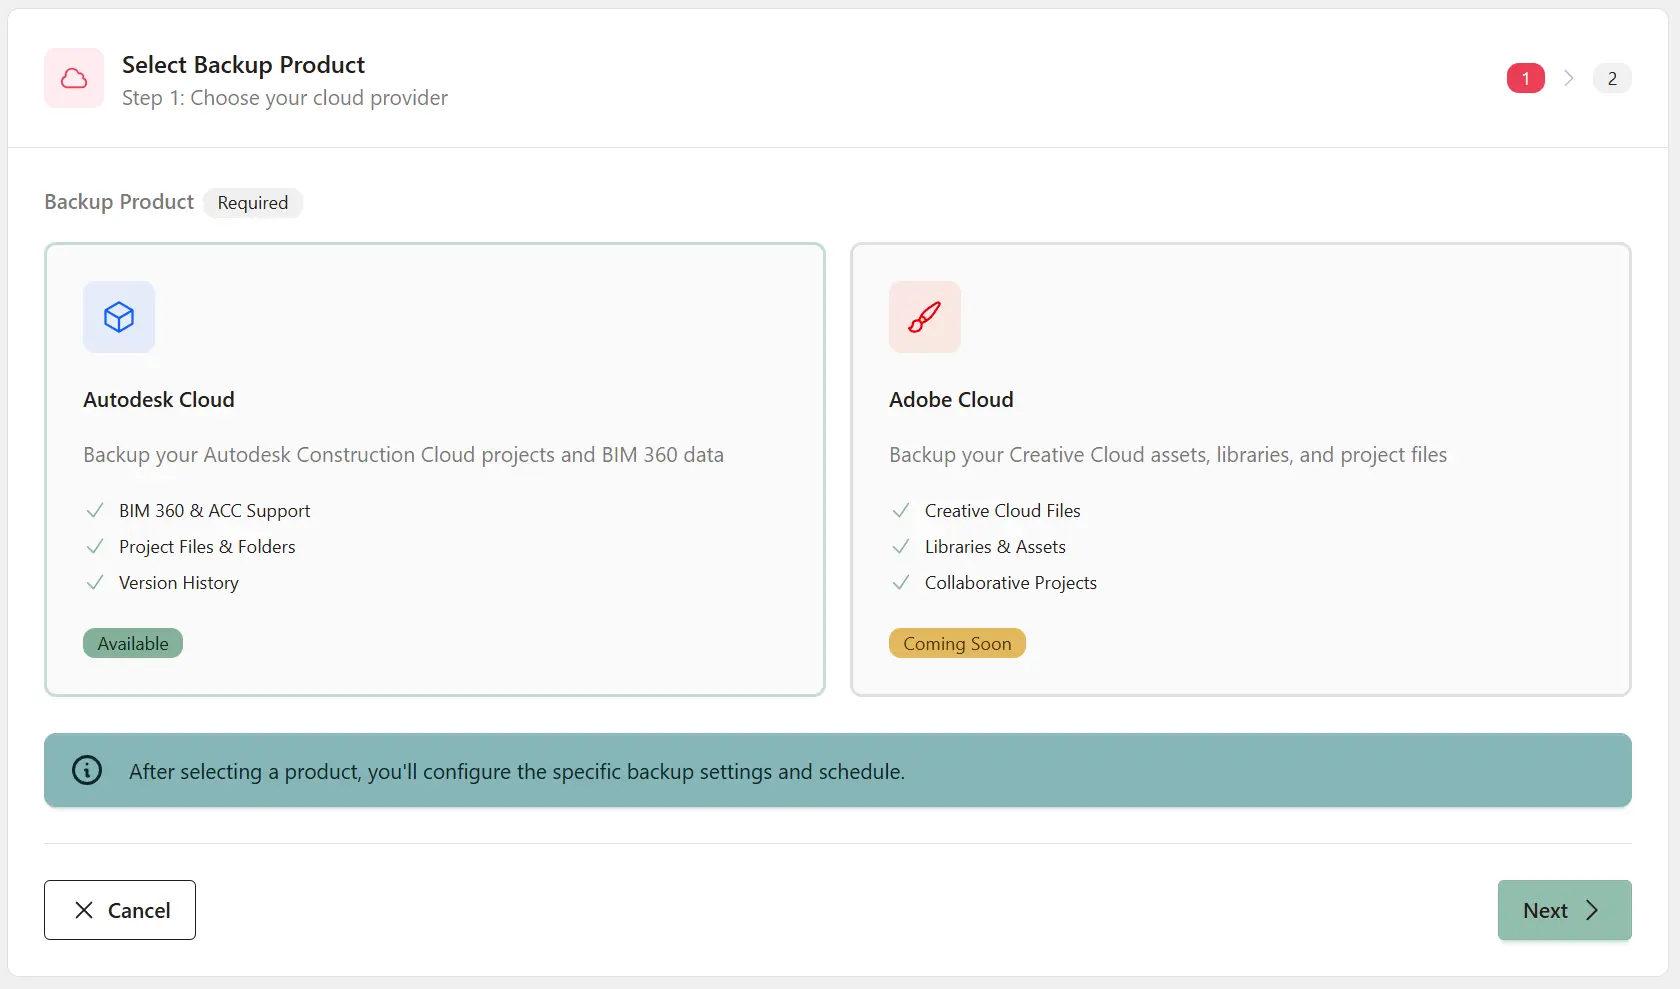 Select Backup Product
Step 1: Choose your cloud provider
1
2
Backup Product
Required
Autodesk Cloud
Backup your Autodesk Construction Cloud projects and BIM 360 data
BIM 360 & ACC Support
Project Files & Folders
Version History
Available
Adobe Cloud
Backup your Creative Cloud assets, libraries, and project files
Creative Cloud Files
Libraries & Assets
Collaborative Projects
Coming Soon
After selecting a product, you'll configure the specific backup settings and schedule.
Cancel
Next